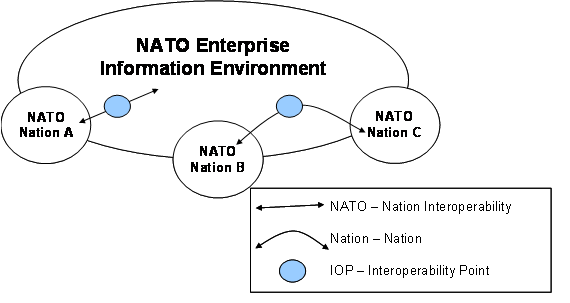 NATO Enterprise
Information Environment
NATO
Nation A
NATO
Nation B
NATO
Nation C
NATO – Nation Interoperability
Nation – Nation
IOP – Interoperability Point